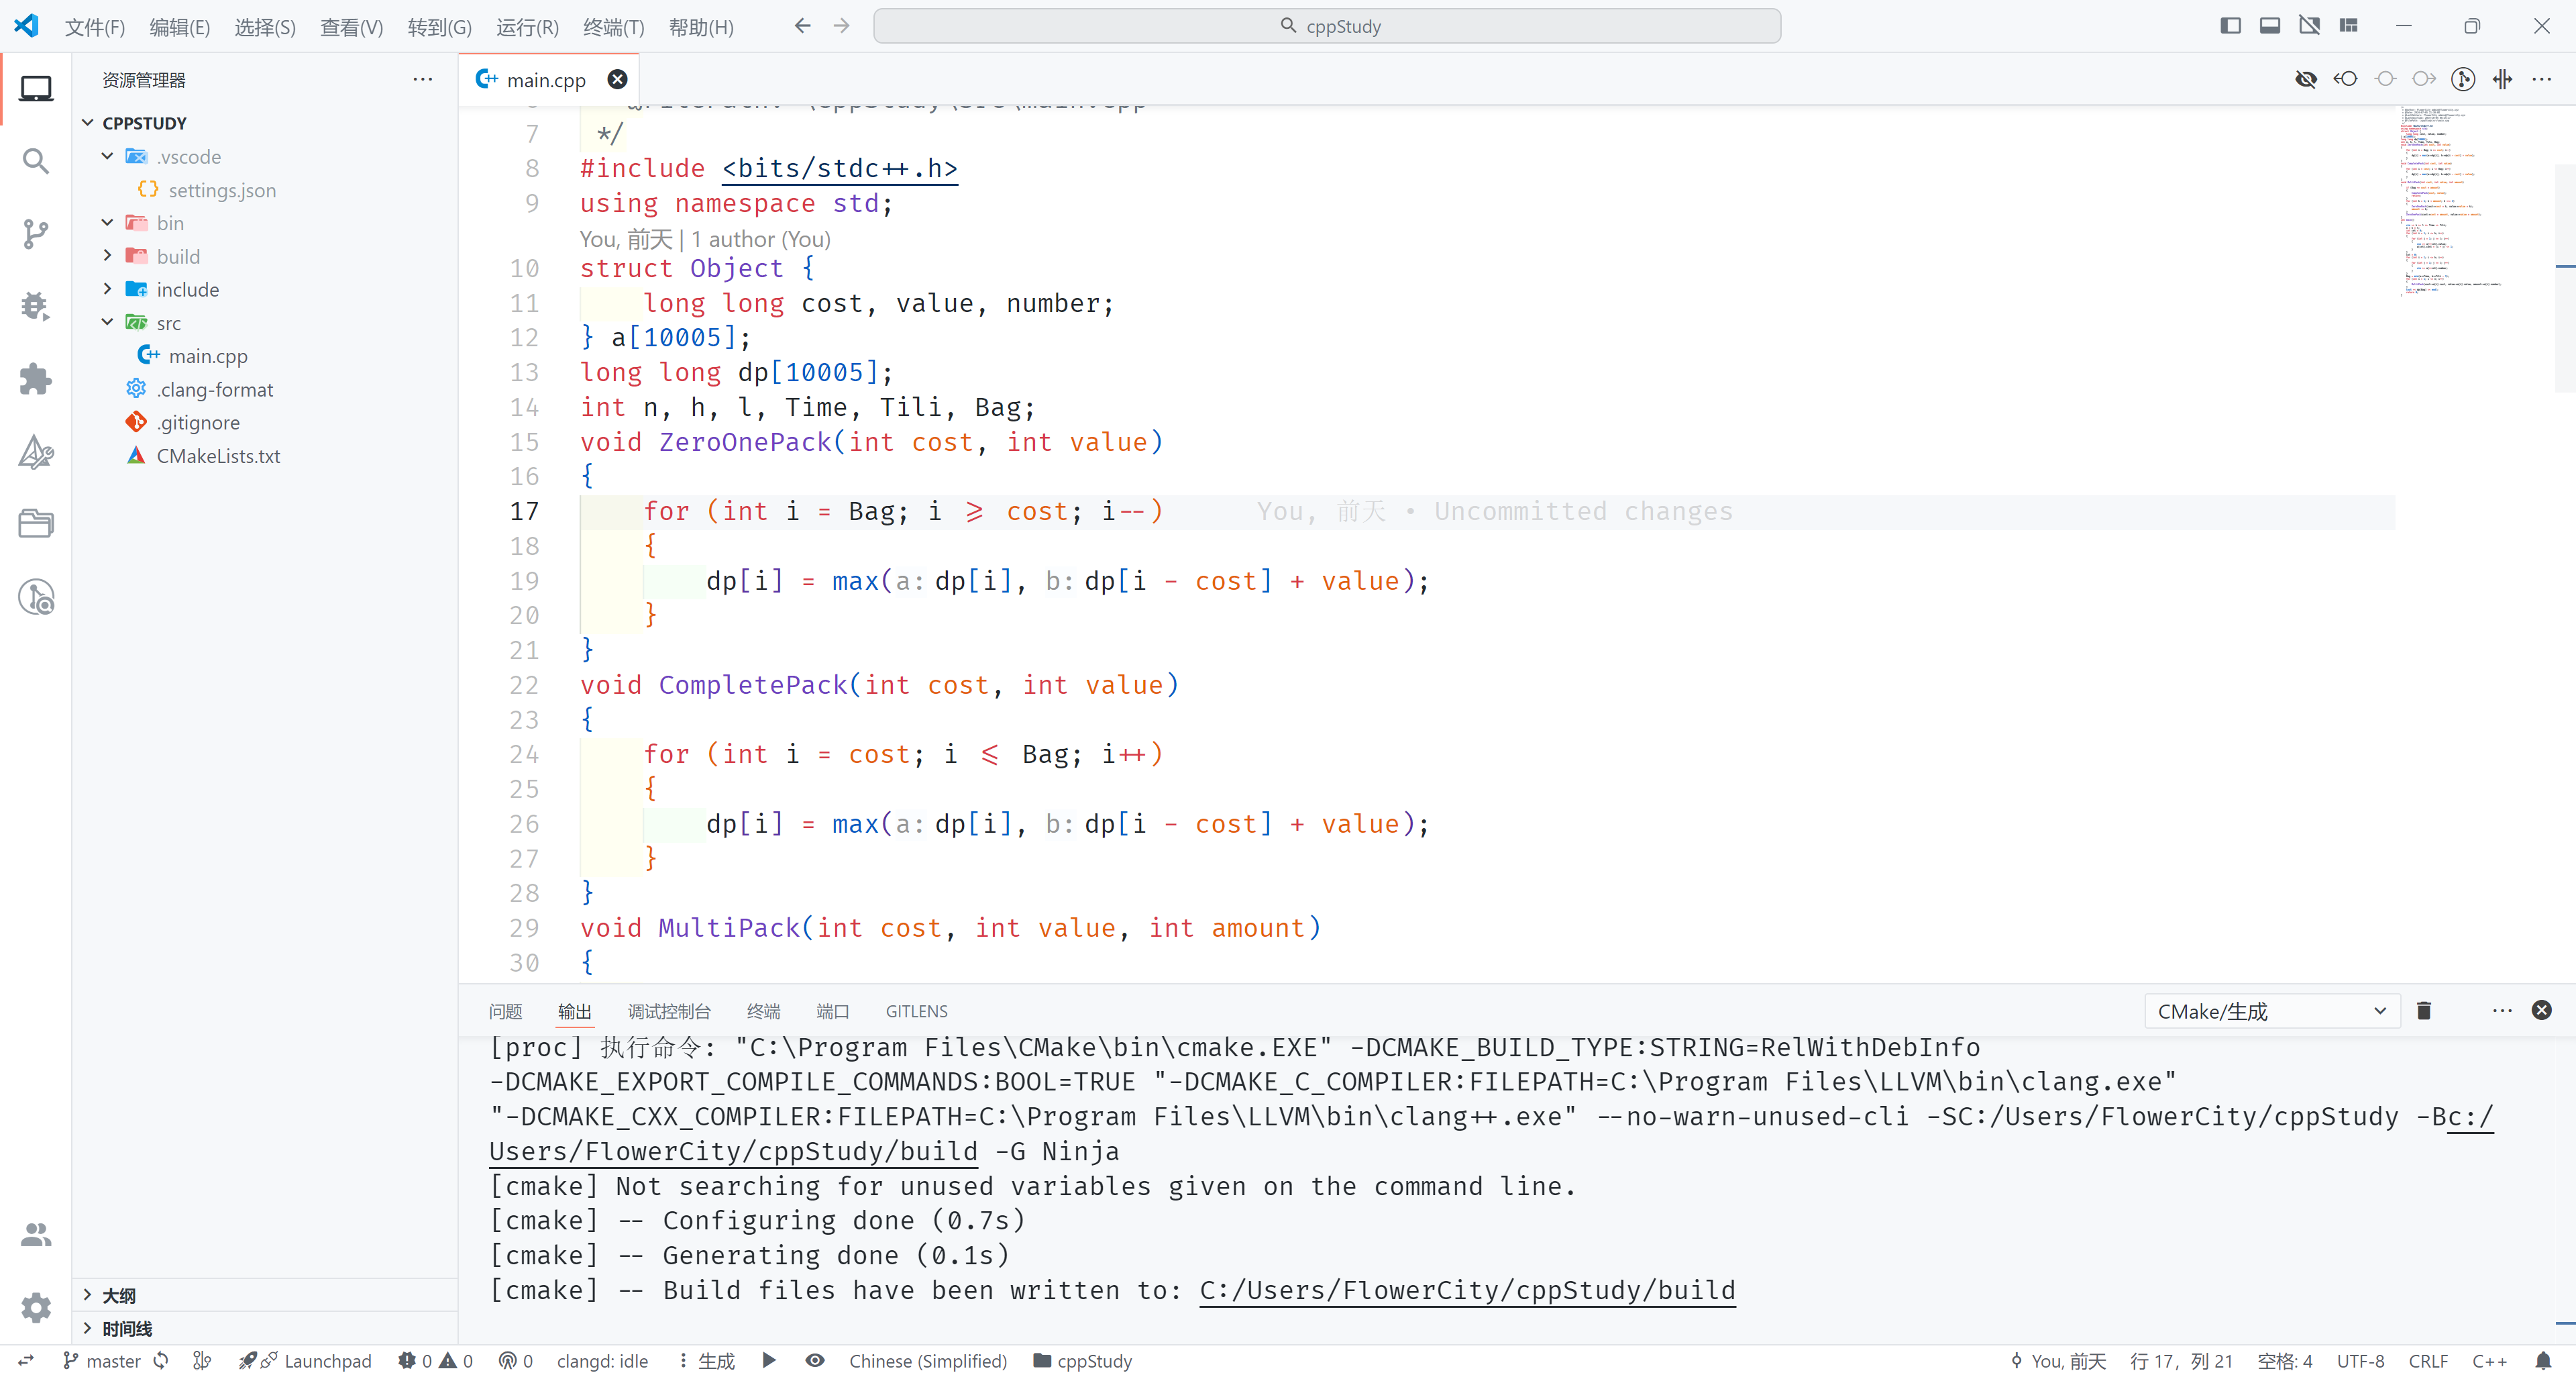 文件(F) 编辑(E) 选择(S) 查看(V) 转到(G) 运行(R) 终端(T) 帮助(H) cppStudy
资源管理器
CPPSTUDY
.vscode
settings.json
bin
build
include
src
main.cpp
.clang-format
.gitignore
CMakeLists.txt
大纲
时间线
main.cpp
7 */
8 #include <bits/stdc++.h>
9 using namespace std;
You, 前天 | 1 author (You)
10 struct Object {
11 long long cost, value, number;
12 } a[10005];
13 long long dp[10005];
14 int n, h, l, Time, Tili, Bag;
15 void ZeroOnePack(int cost, int value)
16 {
17 for (int i = Bag; i >= cost; i--) You, 前天 • Uncommitted changes
18 {
19 dp[i] = max(a: dp[i], b: dp[i - cost] + value);
20 }
21 }
22 void CompletePack(int cost, int value)
23 {
24 for (int i = cost; i <= Bag; i++)
25 {
26 dp[i] = max(a: dp[i], b: dp[i - cost] + value);
27 }
28 }
29 void MultiPack(int cost, int value, int amount)
30 {
问题 输出 调试控制台 终端 端口 GITLENS CMake/生成
[proc] 执行命令: "C:\Program Files\CMake\bin\cmake.EXE" -DCMAKE_BUILD_TYPE:STRING=RelWithDebInfo
-DCMAKE_EXPORT_COMPILE_COMMANDS:BOOL=TRUE "-DCMAKE_C_COMPILER:FILEPATH=C:\Program Files\LLVM\bin\clang.exe"
"-DCMAKE_CXX_COMPILER:FILEPATH=C:\Program Files\LLVM\bin\clang++.exe" --no-warn-unused-cli -SC:/Users/FlowerCity/cppStudy -Bc:/
Users/FlowerCity/cppStudy/build -G Ninja
[cmake] Not searching for unused variables given on the command line.
[cmake] -- Configuring done (0.7s)
[cmake] -- Generating done (0.1s)
[cmake] -- Build files have been written to: C:/Users/FlowerCity/cppStudy/build
master Launchpad 0 0 0 clangd: idle 生成 Chinese (Simplified) cppStudy You, 前天 行 17，列 21 空格: 4 UTF-8 CRLF C++